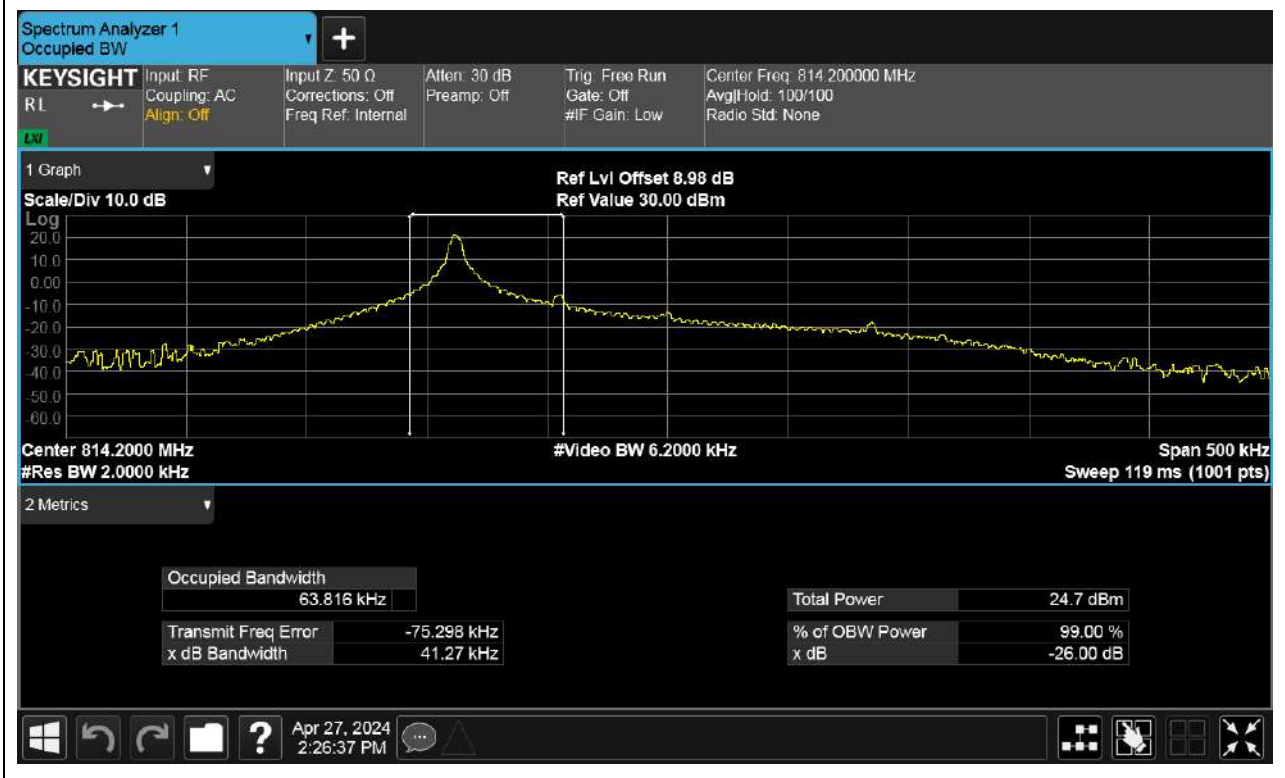 Spectrum Analyzer 1
Occupied BW
KEYSIGHT
RL
LXI
Input: RF
Coupling: AC
Align: Off
Input Z: 50 Ω
Corrections: Off
Freq Ref: Internal
Atten: 30 dB
Preamp: Off
Trig: Free Run
Gate: Off
#IF Gain: Low
Center Freq: 814.200000 MHz
Avg|Hold: 100/100
Radio Std: None
1 Graph
Ref Lvl Offset 8.98 dB
Scale/Div 10.0 dB
Ref Value 30.00 dBm
Log
20.0
10.0
0.00
-10.0
-20.0
-30.0
-40.0
-50.0
-60.0
Center 814.2000 MHz
#Video BW 6.2000 kHz
Span 500 kHz
#Res BW 2.0000 kHz
Sweep 119 ms (1001 pts)
2 Metrics
Occupied Bandwidth
63.816 kHz
Total Power 24.7 dBm
Transmit Freq Error -75.298 kHz
% of OBW Power 99.00 %
x dB Bandwidth 41.27 kHz
x dB -26.00 dB
?
Apr 27, 2024
2:26:37 PM